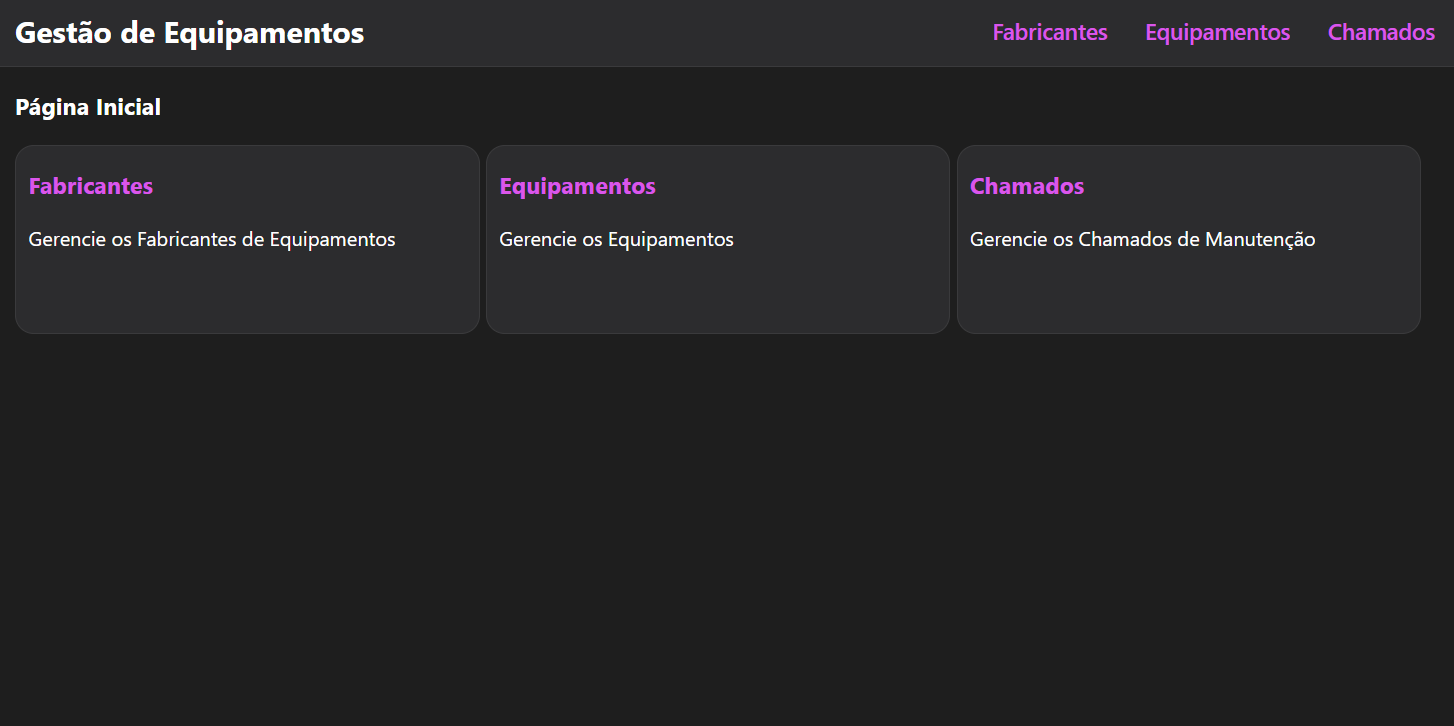 Gestão de Equipamentos
Fabricantes
Equipamentos
Chamados
Página Inicial
Fabricantes
Gerencie os Fabricantes de Equipamentos
Equipamentos
Gerencie os Equipamentos
Chamados
Gerencie os Chamados de Manutenção